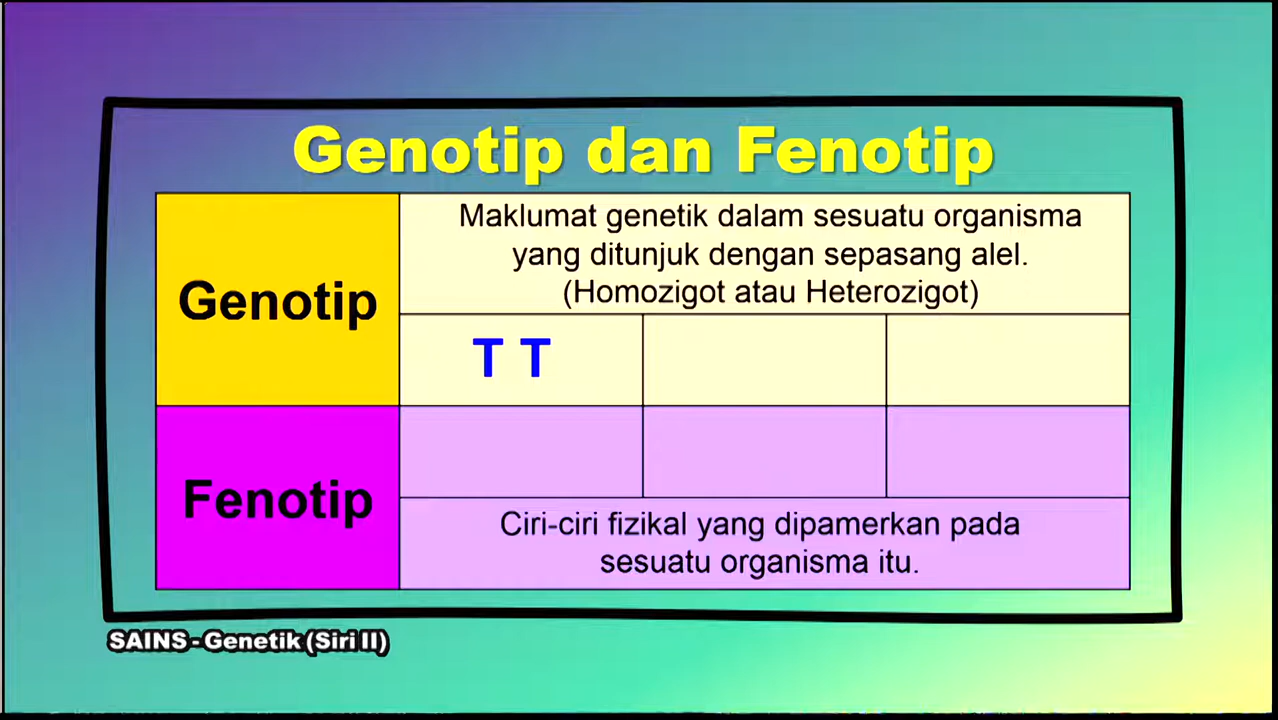 Genotip dan Fenotip
Maklumat genetik dalam sesuatu organisma
yang ditunjuk dengan sepasang alel.
(Homozigot atau Heterozigot)
Genotip
T T
Fenotip
Ciri-ciri fizikal yang dipamerkan pada
sesuatu organisma itu.
SAINS - Genetik (Siri II)